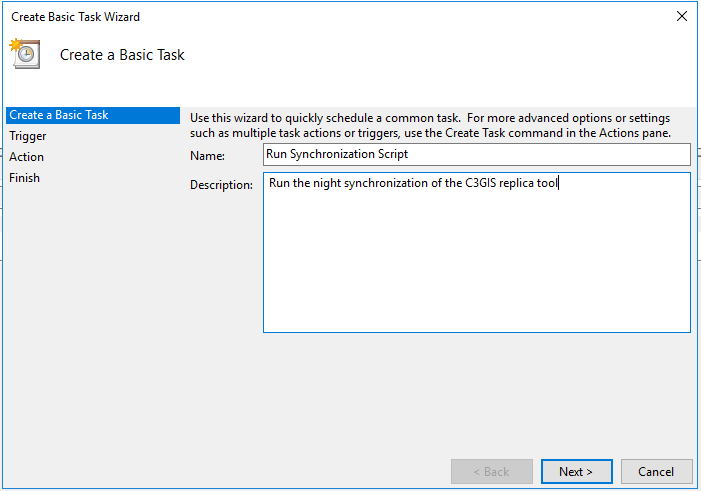 Create Basic Task Wizard
Create a Basic Task
Create a Basic Task
Trigger
Action
Finish
Use this wizard to quickly schedule a common task. For more advanced options or settings
such as multiple task actions or triggers, use the Create Task command in the Actions pane.
Name: Run Synchronization Script
Description: Run the night synchronization of the C3GIS replica tool
< Back Next > Cancel